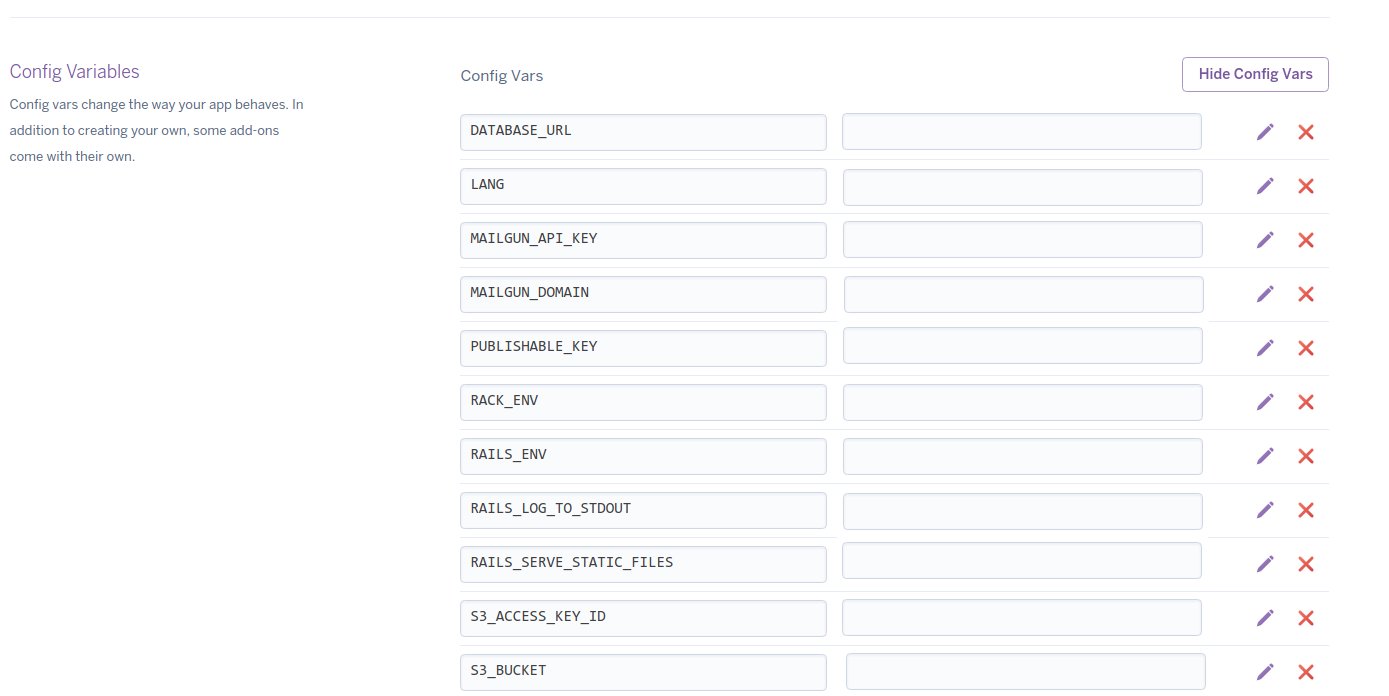 Config Variables
Config vars change the way your app behaves. In
addition to creating your own, some add-ons
come with their own.
Config Vars
Hide Config Vars
DATABASE_URL
LANG
MAILGUN_API_KEY
MAILGUN_DOMAIN
PUBLISHABLE_KEY
RACK_ENV
RAILS_ENV
RAILS_LOG_TO_STDOUT
RAILS_SERVE_STATIC_FILES
S3_ACCESS_KEY_ID
S3_BUCKET